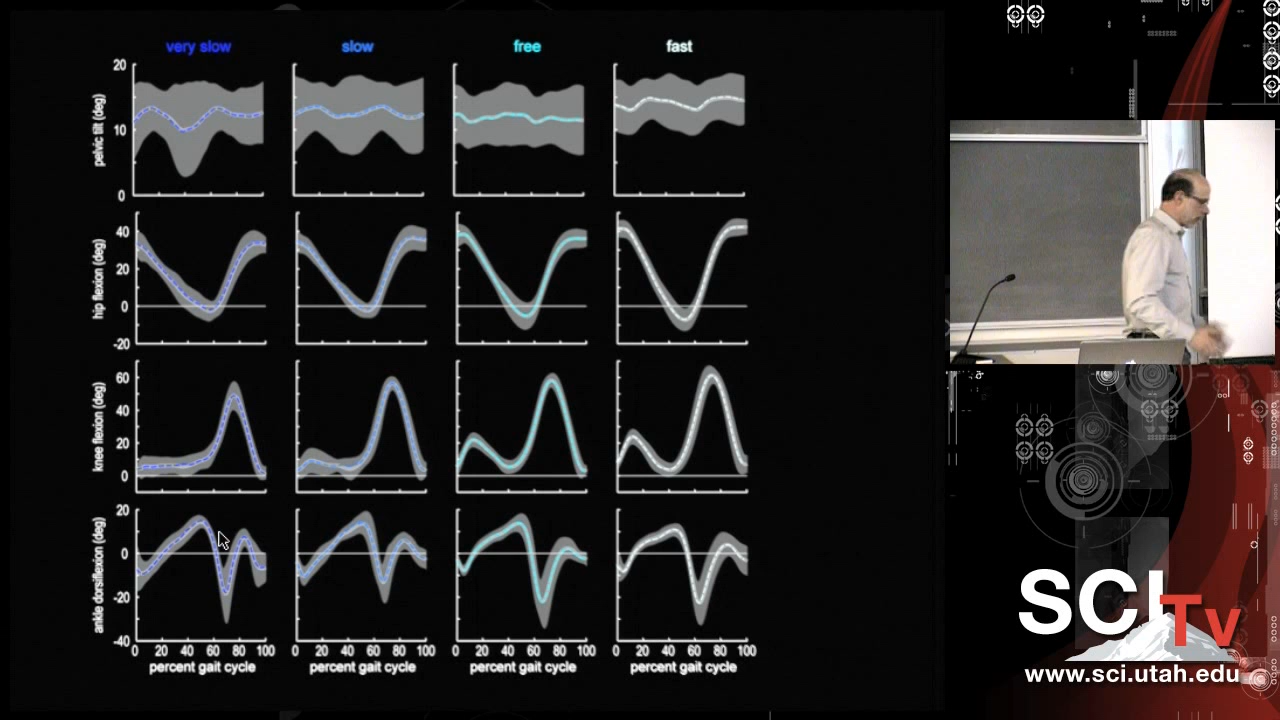 very slow slow free fast
pelvic tilt (deg)
20
10
0
hip flexion (deg)
40
20
0
-20
knee flexion (deg)
60
40
20
0
ankle dorsiflexion (deg)
20
0
-20
-40
0 20 40 60 80 100 0 20 40 60 80 100 0 20 40 60 80 100 0 20 40 60 80 100
percent gait cycle percent gait cycle percent gait cycle percent gait cycle
SCI
Tv
www.sci.utah.edu